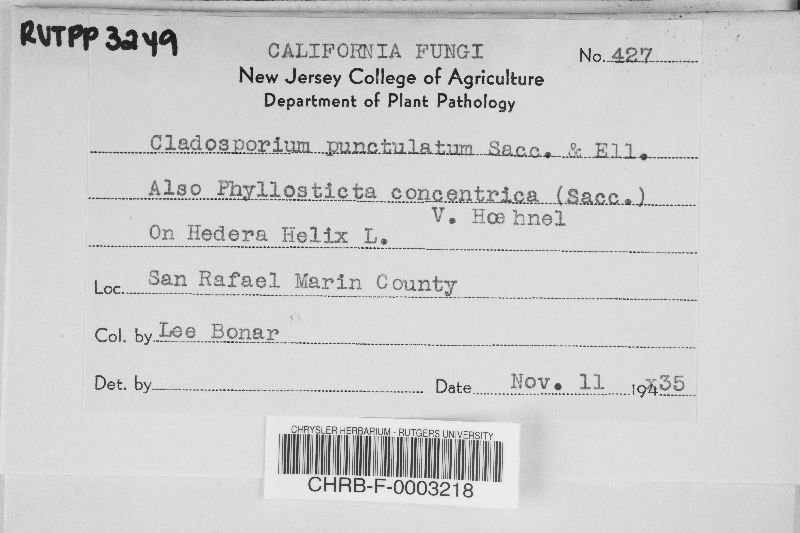 RUTPP 3249
CALIFORNIA FUNGI No. 427
New Jersey College of Agriculture
Department of Plant Pathology
Cladosporium punctulatum Sacc. & Ell.
Also Phyllosticta concentrica (Sacc.)
V. Hœhnel
On Hedera Helix L.
Loc. San Rafael Marin County
Col. by Lee Bonar
Det. by Date Nov. 11 194x35
CHRYSLER HERBARIUM - RUTGERS UNIVERSITY
CHRB-F-0003218